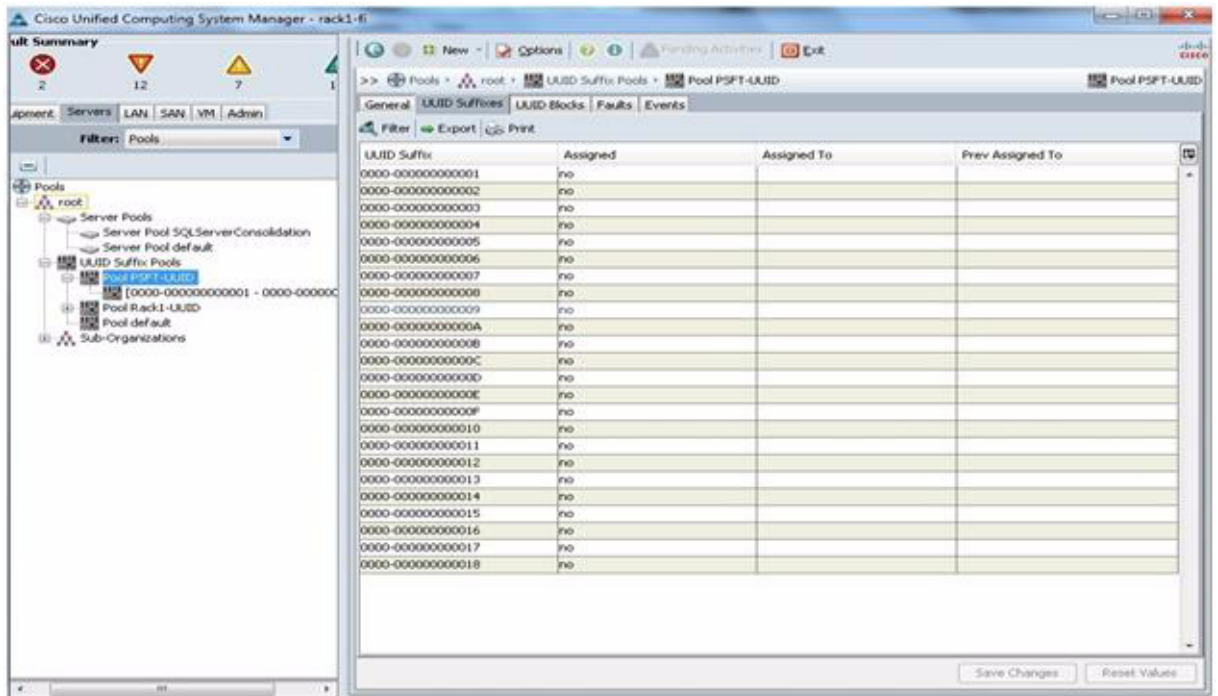 Cisco Unified Computing System Manager - rack1-fi
ult Summary
2 12 7 1
New Options Pending Activities Exit
CISCO
>> Pools root UUID Suffix Pools Pool PSFT-UUID Pool PSFT-UUID
uipment Servers LAN SAN VM Admin
General UUID Suffixes UUID Blocks Faults Events
Filter: Pools
Filter Export Print
UUID Suffix Assigned Assigned To Prev Assigned To
Pools
root
Server Pools
Server Pool SQLServerConsolidation
Server Pool default
UUID Suffix Pools
Pool PSFT-UUID
[0000-000000000001 - 0000-000000
Pool Rack1-UUID
Pool default
Sub-Organizations
0000-000000000001 no
0000-000000000002 no
0000-000000000003 no
0000-000000000004 no
0000-000000000005 no
0000-000000000006 no
0000-000000000007 no
0000-000000000008 no
0000-000000000009 no
0000-00000000000A no
0000-00000000000B no
0000-00000000000C no
0000-00000000000D no
0000-00000000000E no
0000-00000000000F no
0000-000000000010 no
0000-000000000011 no
0000-000000000012 no
0000-000000000013 no
0000-000000000014 no
0000-000000000015 no
0000-000000000016 no
0000-000000000017 no
0000-000000000018 no
Save Changes Reset Values